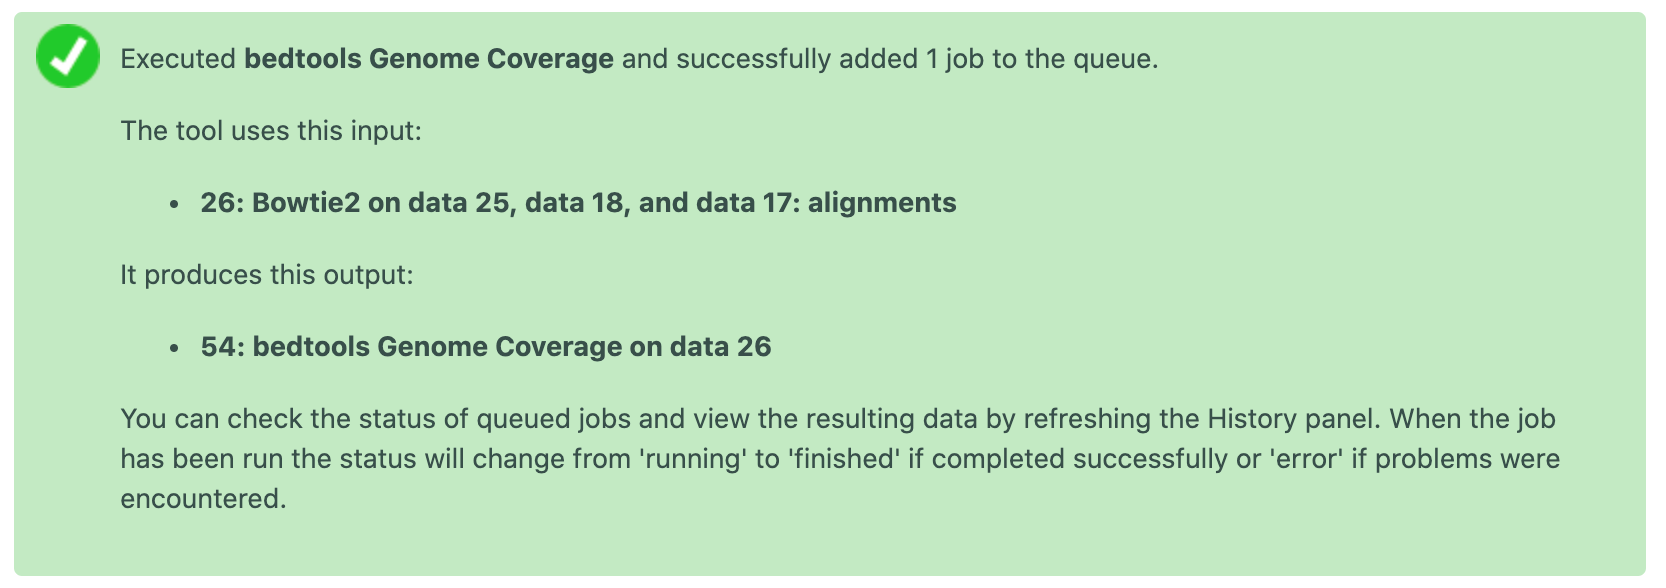 Executed bedtools Genome Coverage and successfully added 1 job to the queue.
The tool uses this input:
• 26: Bowtie2 on data 25, data 18, and data 17: alignments
It produces this output:
• 54: bedtools Genome Coverage on data 26
You can check the status of queued jobs and view the resulting data by refreshing the History panel. When the job
has been run the status will change from 'running' to 'finished' if completed successfully or 'error' if problems were
encountered.